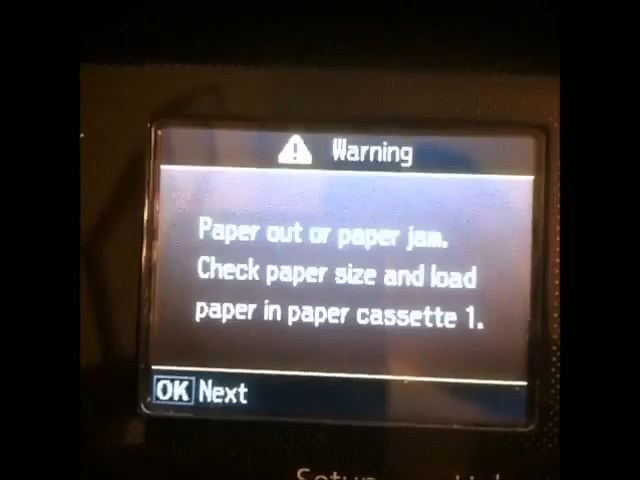 Warning
Paper out or paper jam.
Check paper size and load
paper in paper cassette 1.
OK Next